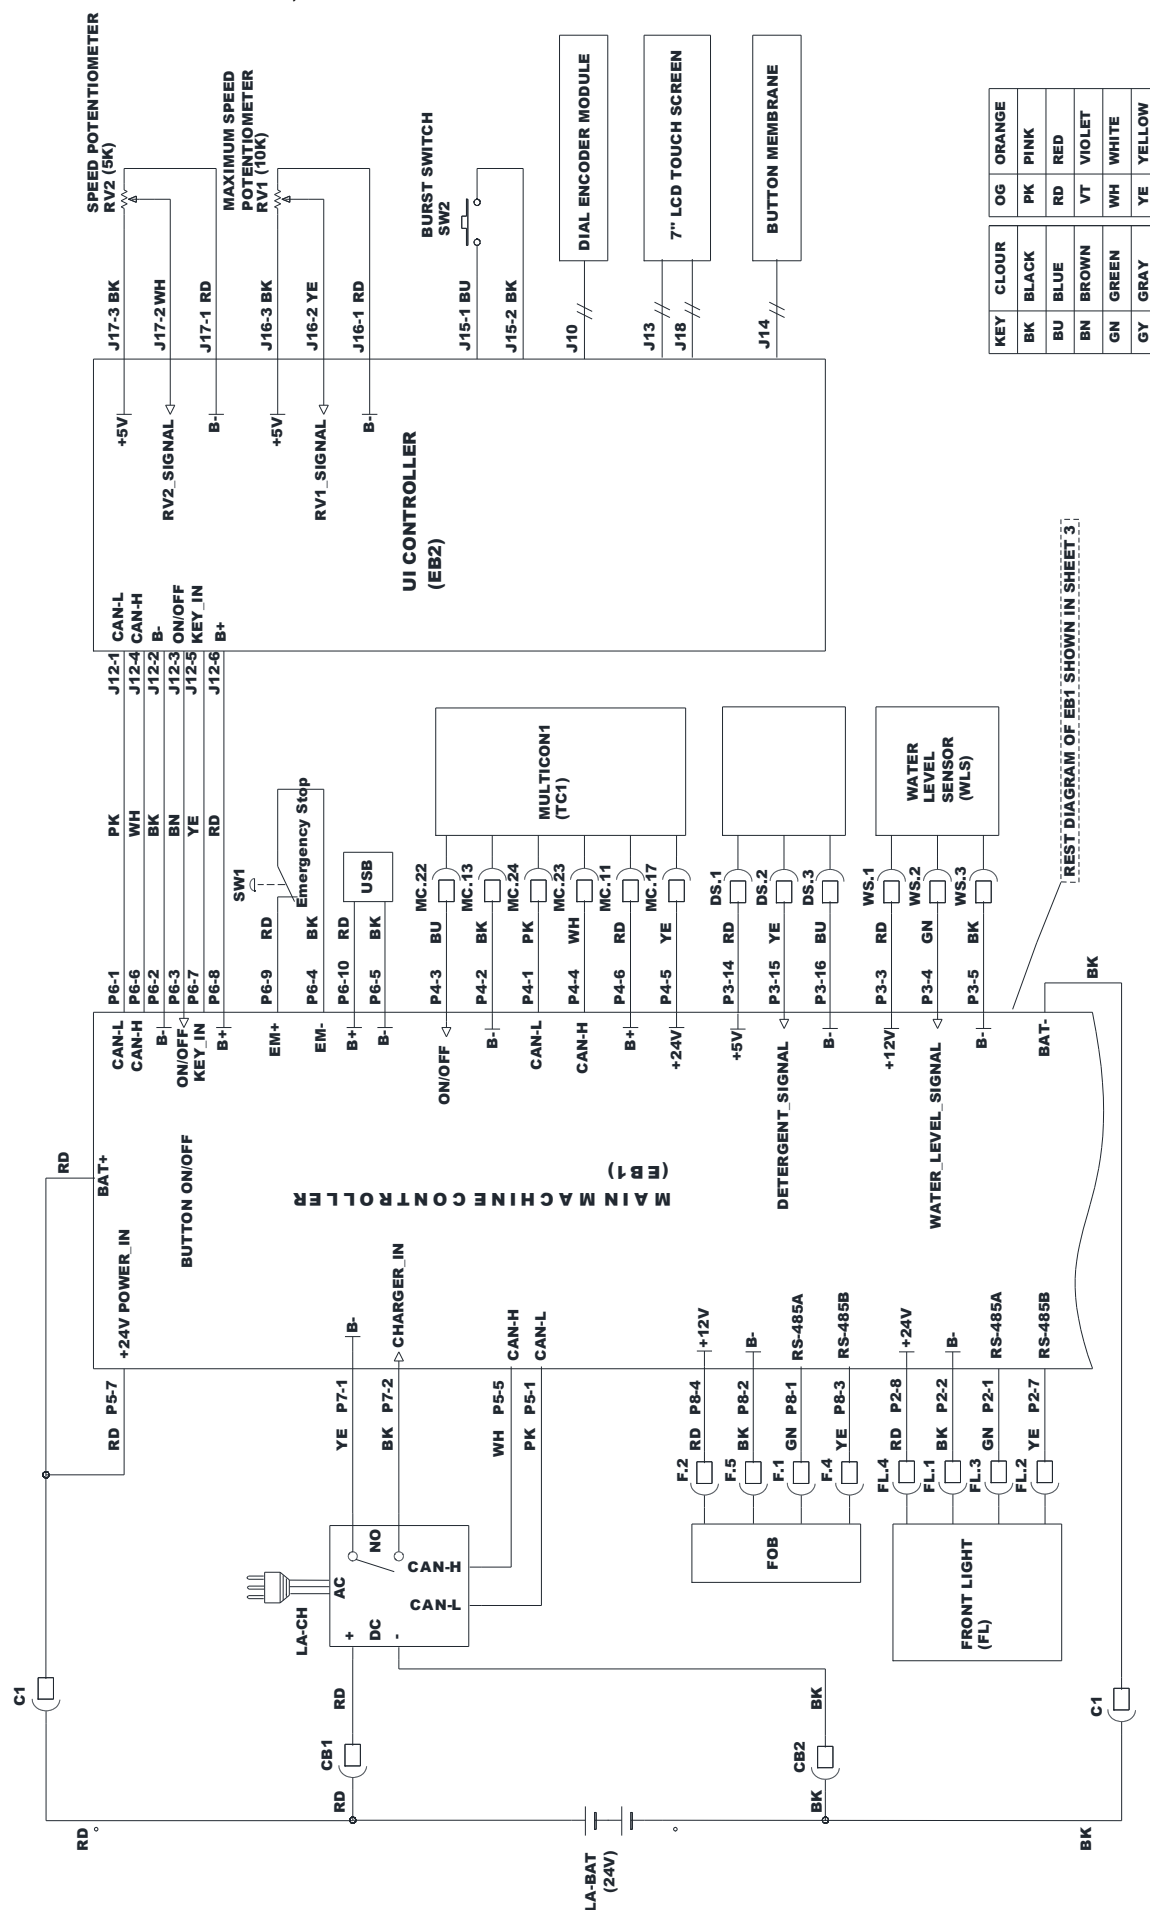 SPEED POTENTIOMETER
RV2 (5K)
MAXIMUM SPEED
POTENTIOMETER
RV1 (10K)
BURST SWITCH
SW2
DIAL ENCODER MODULE
7" LCD TOUCH SCREEN
BUTTON MEMBRANE
J17-3 BK
J17-2 WH
J17-1 RD
J16-3 BK
J16-2 YE
J16-1 RD
J15-1 BU
J15-2 BK
J10
J13
J18
J14
KEY CLOUR OG ORANGE
BK BLACK PK PINK
BU BLUE RD RED
BN BROWN VT VIOLET
GN GREEN WH WHITE
GY GRAY YE YELLOW
+5V
RV2_SIGNAL
B-
+5V
RV1_SIGNAL
B-
UI CONTROLLER
(EB2)
CAN-L
CAN-H
B-
ON/OFF
KEY_IN
B+
J12-1
J12-4
J12-2
J12-3
J12-5
J12-6
PK
WH
BK
BN
YE
RD
P6-1
P6-6
P6-2
P6-3
P6-7
P6-8
SW1
Emergency Stop
RD
BK
P6-9
P6-4
USB
RD
BK
P6-10
P6-5
MULTICON1
(TC1)
MC.22
MC.13
MC.24
MC.23
MC.11
MC.17
BU
BK
PK
WH
RD
YE
P4-3
P4-2
P4-1
P4-4
P4-6
P4-5
DS.1
DS.2
DS.3
RD
YE
BU
P3-14
P3-15
P3-16
WATER
LEVEL
SENSOR
(WLS)
WS.1
WS.2
WS.3
RD
GN
BK
P3-3
P3-4
P3-5
REST DIAGRAM OF EB1 SHOWN IN SHEET 3
BK
CAN-L
CAN-H
B-
ON/OFF
KEY_IN
B+
EM+
EM-
B+
B-
ON/OFF
B-
CAN-L
CAN-H
B+
+24V
+5V
DETERGENT_SIGNAL
B-
+12V
WATER_LEVEL_SIGNAL
B-
BAT-
RD
BAT+
BUTTON ON/OFF
MAIN MACHINE CONTROLLER
(EB1)
+24V POWER_IN
B-
CHARGER_IN
CAN-H
CAN-L
+12V
B-
RS-485A
RS-485B
+24V
B-
RS-485A
RS-485B
RD P5-7
YE P7-1
BK P7-2
WH P5-5
PK P5-1
RD P8-4
BK P8-2
GN P8-1
YE P8-3
RD P2-8
BK P2-2
GN P2-1
YE P2-7
F.2
F.5
F.1
F.4
FL.4
FL.1
FL.3
FL.2
FOB
FRONT LIGHT
(FL)
LA-CH
AC
NO
CAN-H
CAN-L
+
DC
-
C1
RD
CB1
RD
BK
CB2
BK
C1
RD
BK
LA-BAT
(24V)